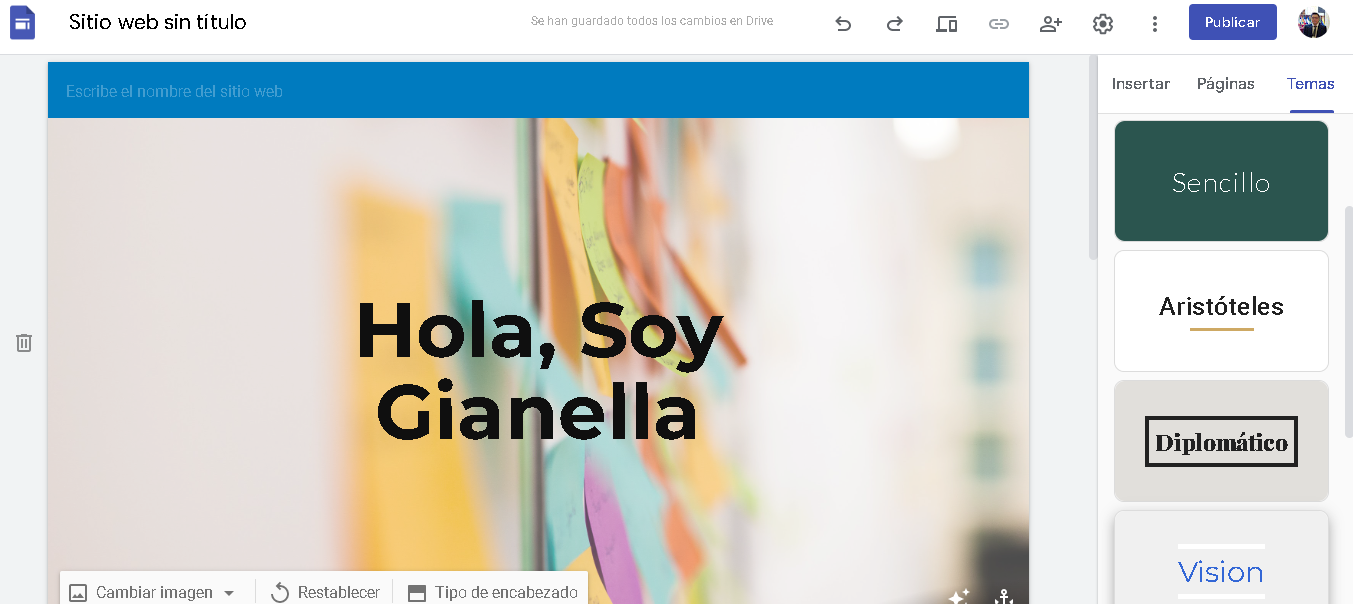 Sitio web sin título
Se han guardado todos los cambios en Drive
Publicar
Escribe el nombre del sitio web
Insertar Páginas Temas
Hola, Soy
Gianella
Sencillo
Aristóteles
Diplomático
Vision
Cambiar imagen
Restablecer
Tipo de encabezado